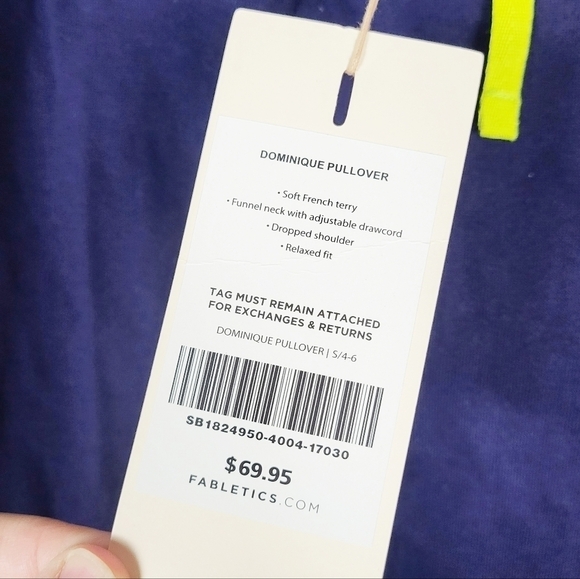 DOMINIQUE PULLOVER
• Soft French terry
• Funnel neck with adjustable drawcord
• Dropped shoulder
• Relaxed fit
TAG MUST REMAIN ATTACHED
FOR EXCHANGES & RETURNS
DOMINIQUE PULLOVER | S/4-6
SB1824950-4004-17030
$69.95
FABLETICS.COM